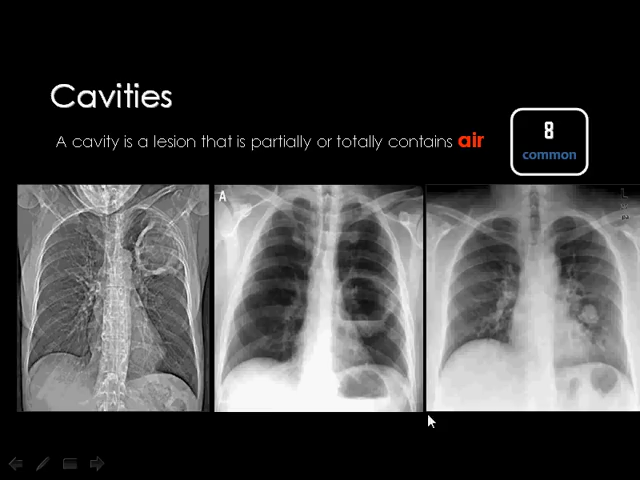 Cavities
A cavity is a lesion that is partially or totally contains air
8
common
A